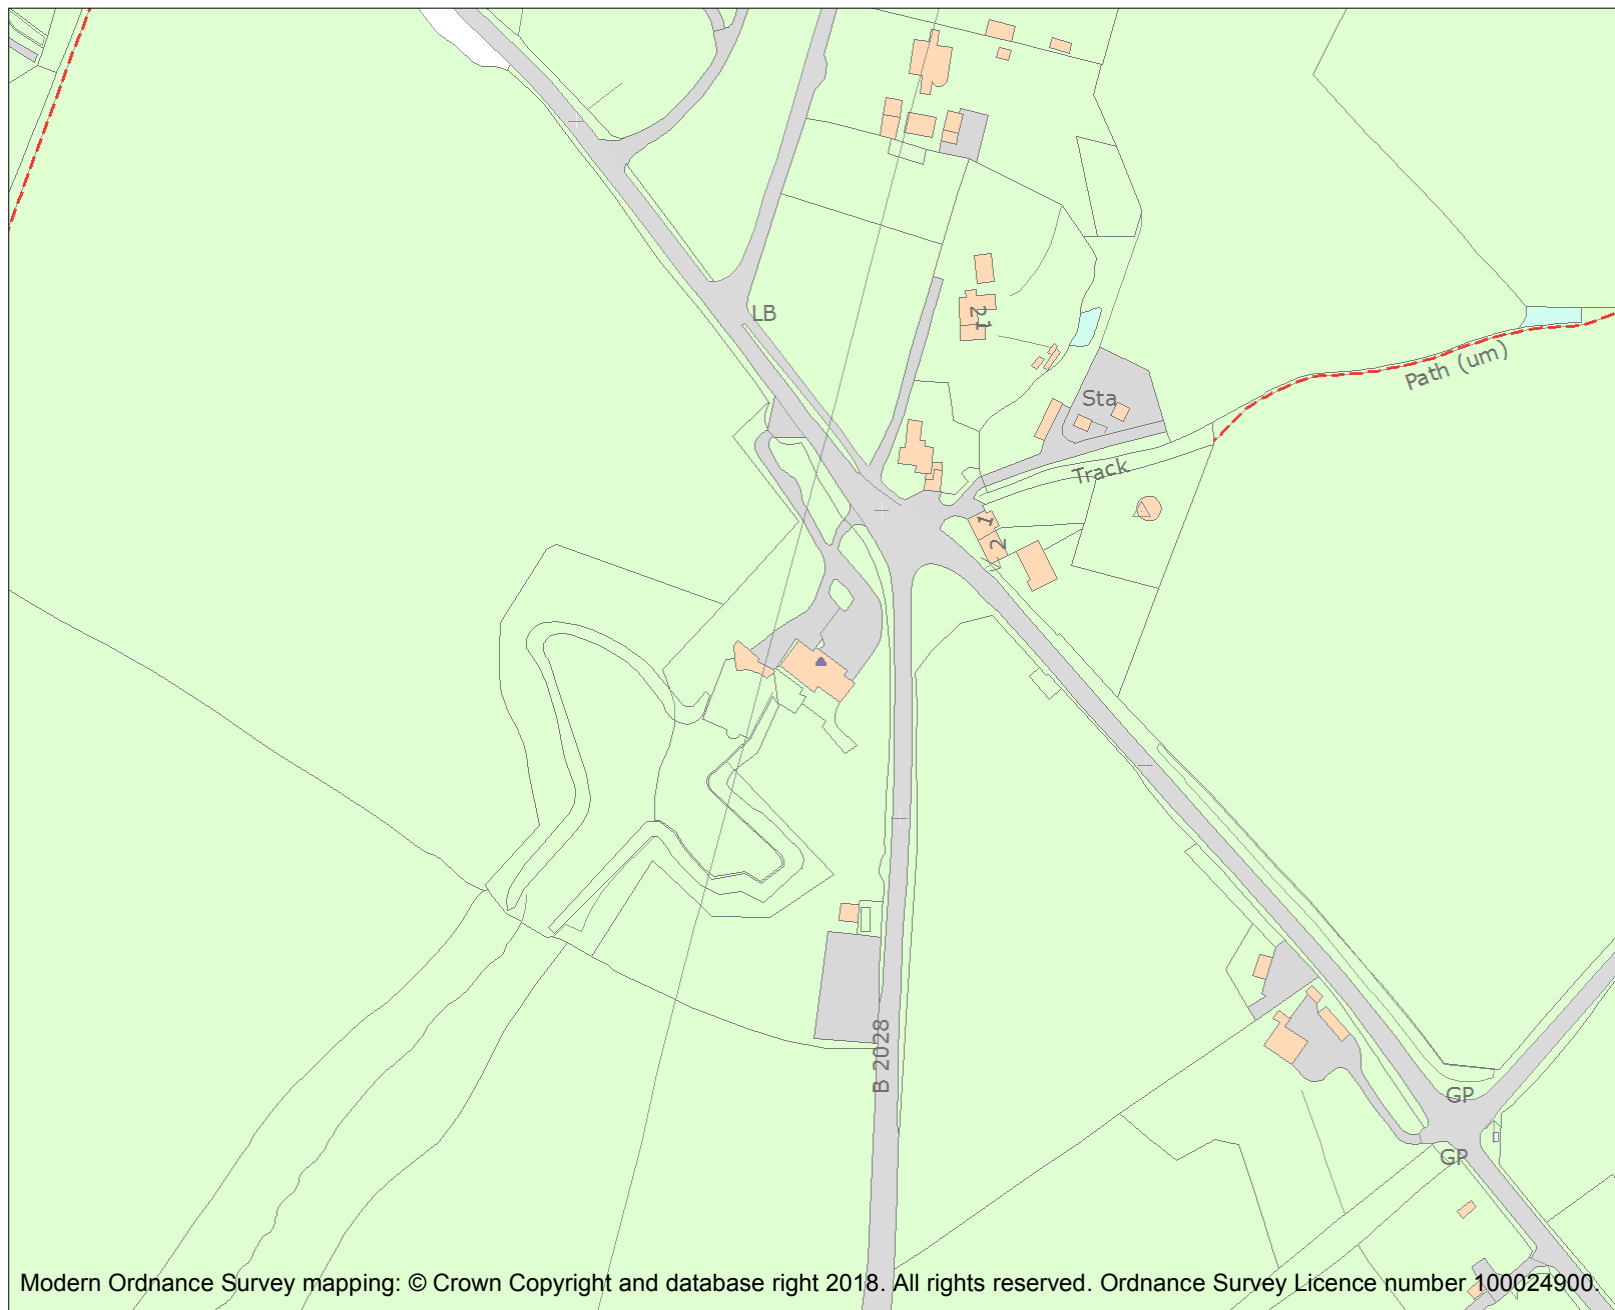 LB
21
Sta
Path (um)
Track
1
2
B 2028
GP
GP
Modern Ordnance Survey mapping: © Crown Copyright and database right 2018. All rights reserved. Ordnance Survey Licence number 100024900.